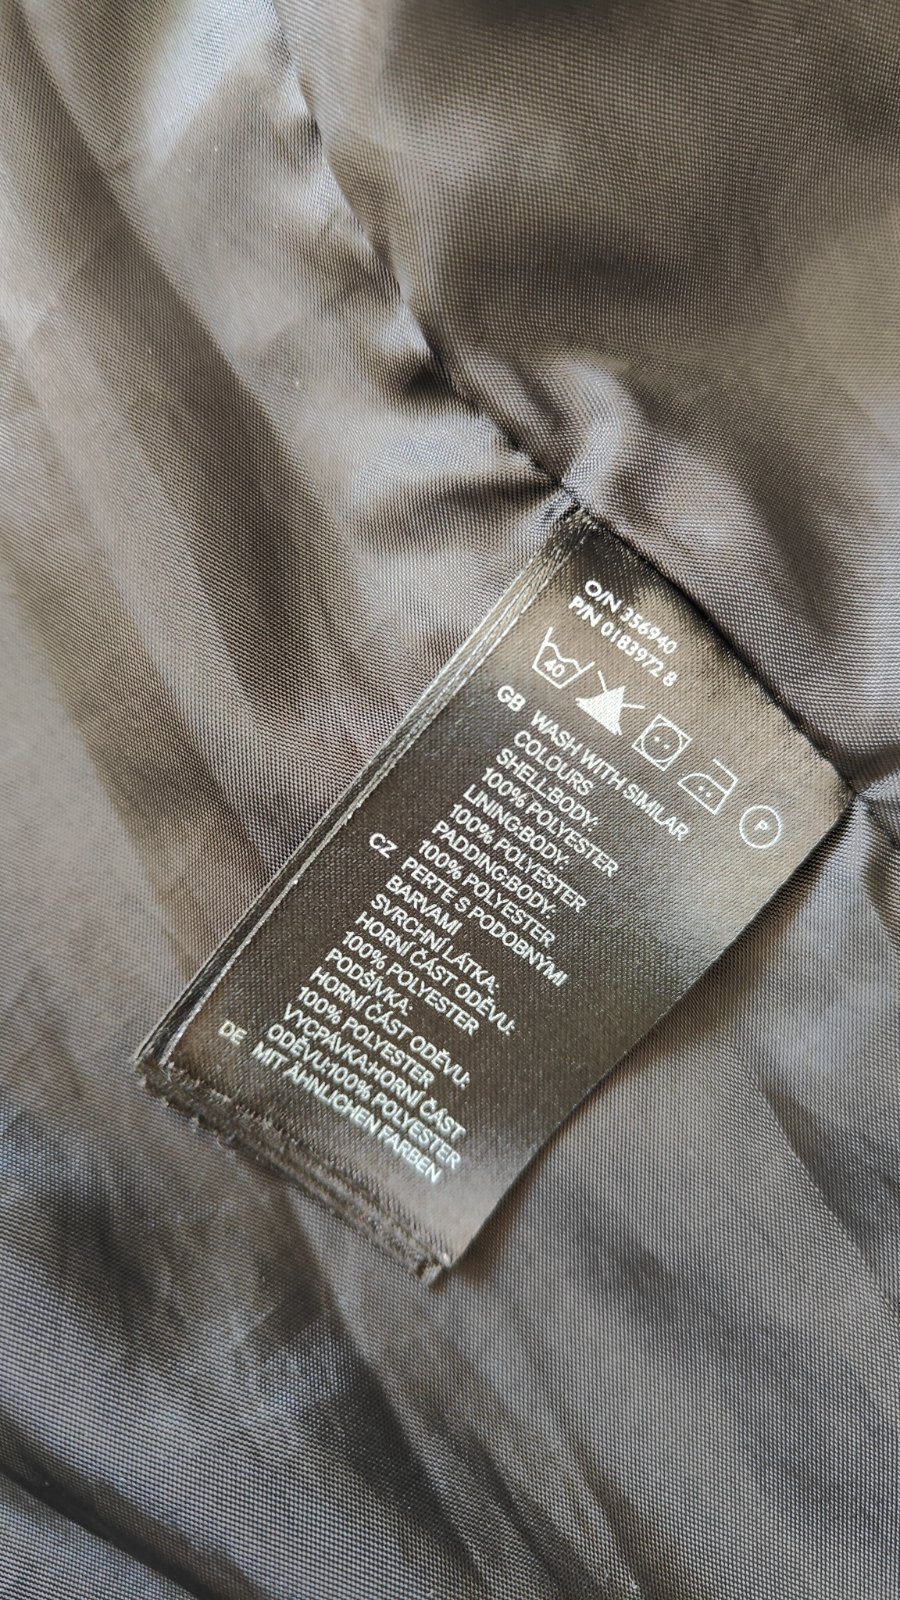 O/N 356940
P/N 0183972 8
40 P
GB WASH WITH SIMILAR
COLOURS
SHELL:BODY:
100% POLYESTER
LINING:BODY:
100% POLYESTER
PADDING:BODY:
100% POLYESTER
CZ PERTE S PODOBNÝMI
BARVAMI
SVRCHNÍ LÁTKA:
HORNÍ ČÁST ODĚVU:
100% POLYESTER
PODŠÍVKA:
HORNÍ ČÁST ODĚVU:
100% POLYESTER
VYCPÁVKA:HORNÍ ČÁST
ODĚVU:100% POLYESTER
DE MIT ÄHNLICHEN FARBEN